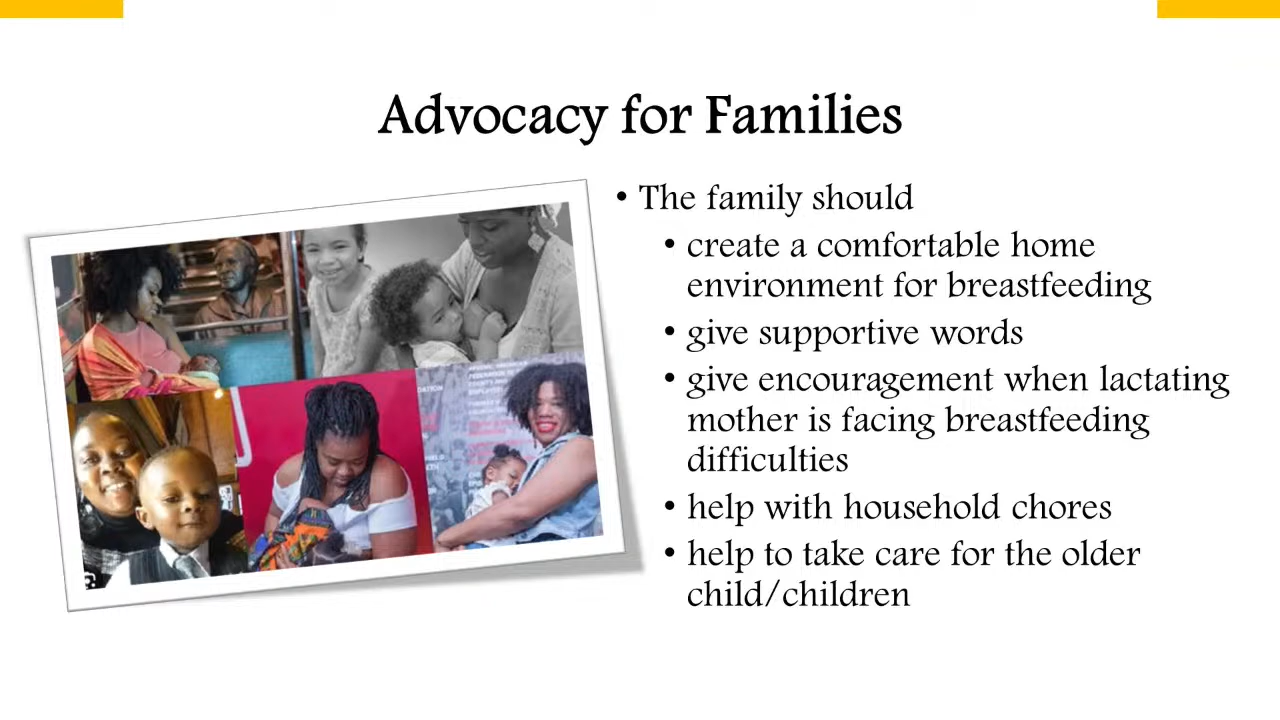 Advocacy for Families
• The family should
• create a comfortable home
environment for breastfeeding
• give supportive words
• give encouragement when lactating
mother is facing breastfeeding
difficulties
• help with household chores
• help to take care for the older
child/children